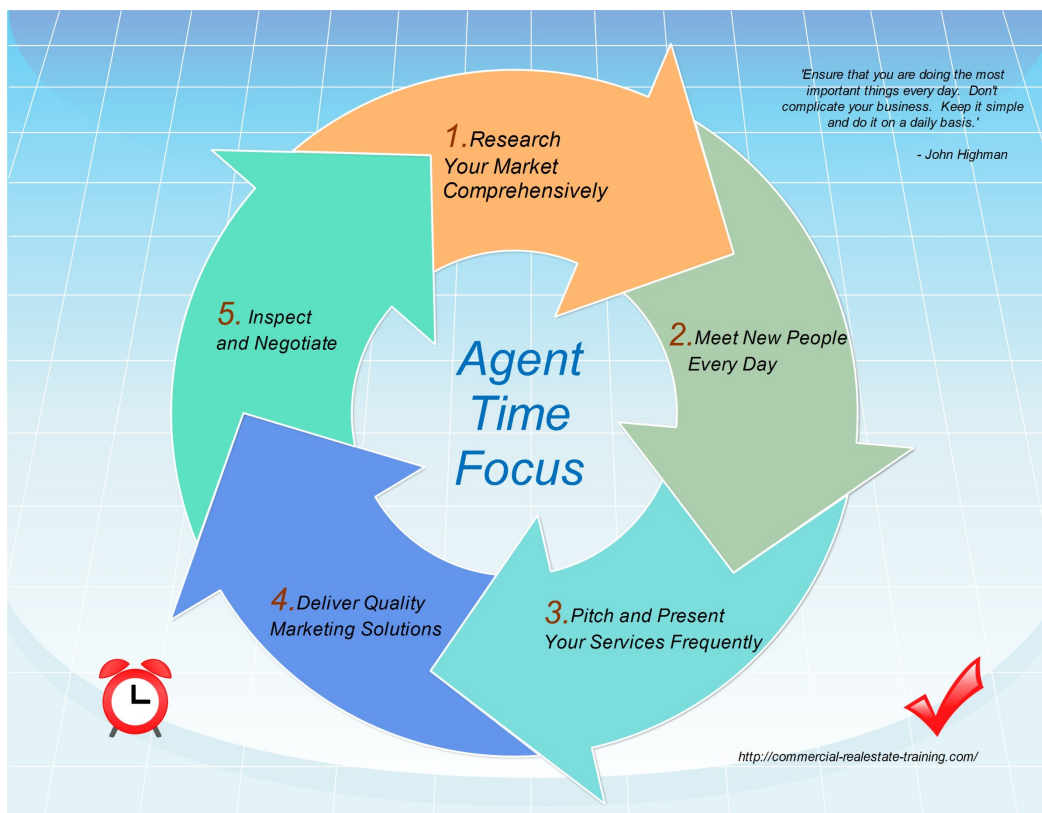 'Ensure that you are doing the most
important things every day.  Don't
complicate your business.  Keep it simple
and do it on a daily basis.'
- John Highman
1.Research
Your Market
Comprehensively
2.Meet New People
Every Day
3.Pitch and Present
Your Services Frequently
4.Deliver Quality
Marketing Solutions
5. Inspect
and Negotiate
Agent
Time
Focus
http://commercial-realestate-training.com/